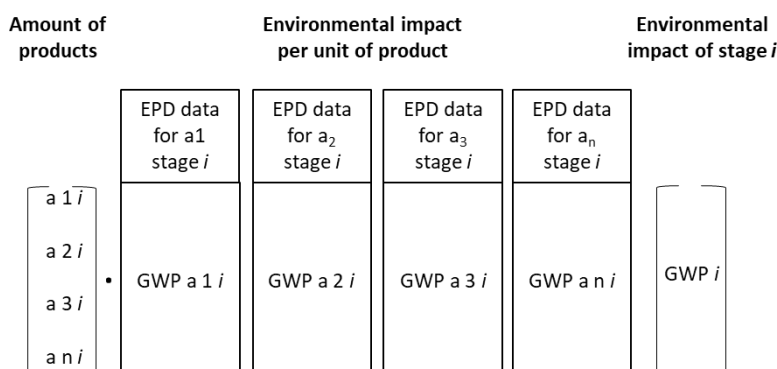 Amount of
products
Environmental impact
per unit of product
Environmental
impact of stage i
EPD data
for a1
stage i
EPD data
for a₂
stage i
EPD data
for a₃
stage i
EPD data
for aₙ
stage i
a 1 i
a 2 i
a 3 i
a n i
•
GWP a 1 i
GWP a 2 i
GWP a 3 i
GWP a n i
GWP i